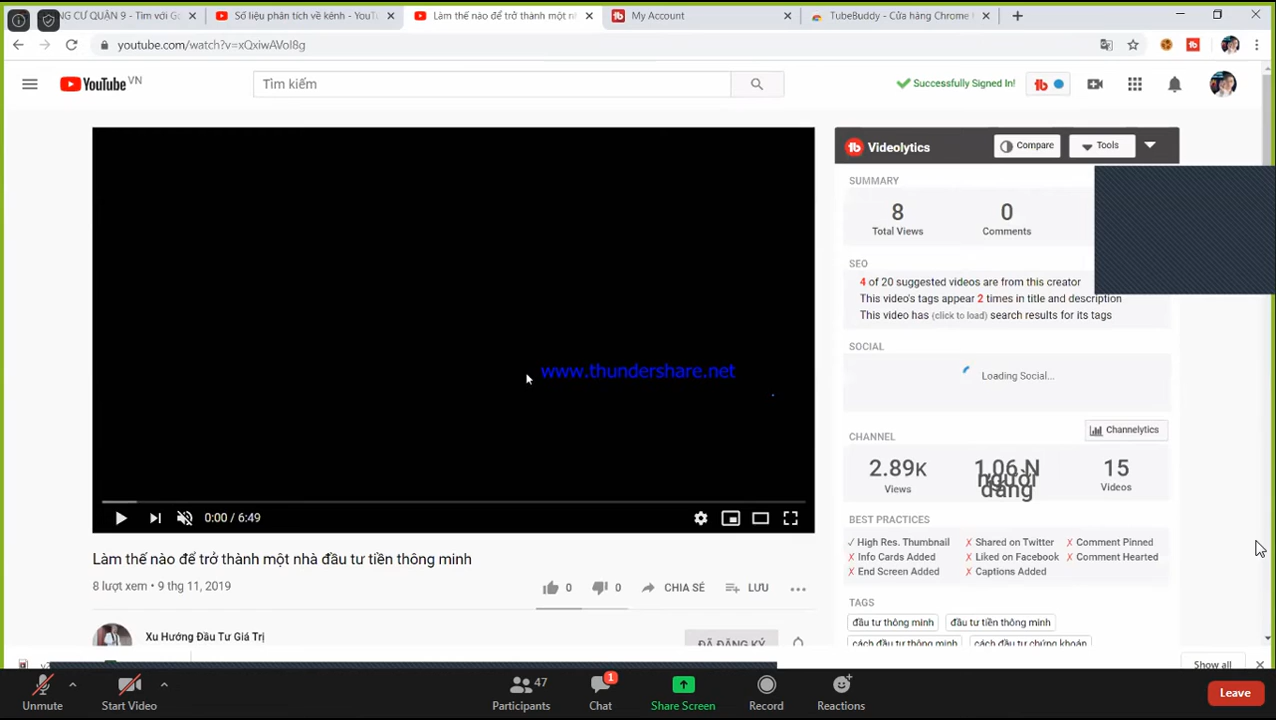 NG CƯ QUẬN 9 - Tìm với Go
Số liệu phân tích về kênh - YouTu
Làm thế nào để trở thành một nh
My Account
TubeBuddy - Cửa hàng Chrome
youtube.com/watch?v=xQxiwAVoI8g
YouTube VN
Tìm kiếm
Successfully Signed In!
Videolytics
Compare
Tools
SUMMARY
8
0
Total Views
Comments
SEO
4 of 20 suggested videos are from this creator
This video's tags appear 2 times in title and description
This video has (click to load) search results for its tags
SOCIAL
Loading Social...
www.thundershare.net
CHANNEL
Channelytics
2.89K
1.06 N
gười
đăng
15
Views
Videos
BEST PRACTICES
✓ High Res. Thumbnail
✗ Shared on Twitter
✗ Comment Pinned
✗ Info Cards Added
✗ Liked on Facebook
✗ Comment Hearted
✗ End Screen Added
✗ Captions Added
TAGS
đầu tư thông minh
đầu tư tiền thông minh
cách đầu tư thông minh
cách đầu tư chứng khoán
0:00 / 6:49
Làm thế nào để trở thành một nhà đầu tư tiền thông minh
8 lượt xem • 9 thg 11, 2019
0
0
CHIA SẺ
LƯU
Xu Hướng Đầu Tư Giá Trị
ĐÃ ĐĂNG KÝ
Show all
Unmute
Start Video
47
Participants
1
Chat
Share Screen
Record
Reactions
Leave